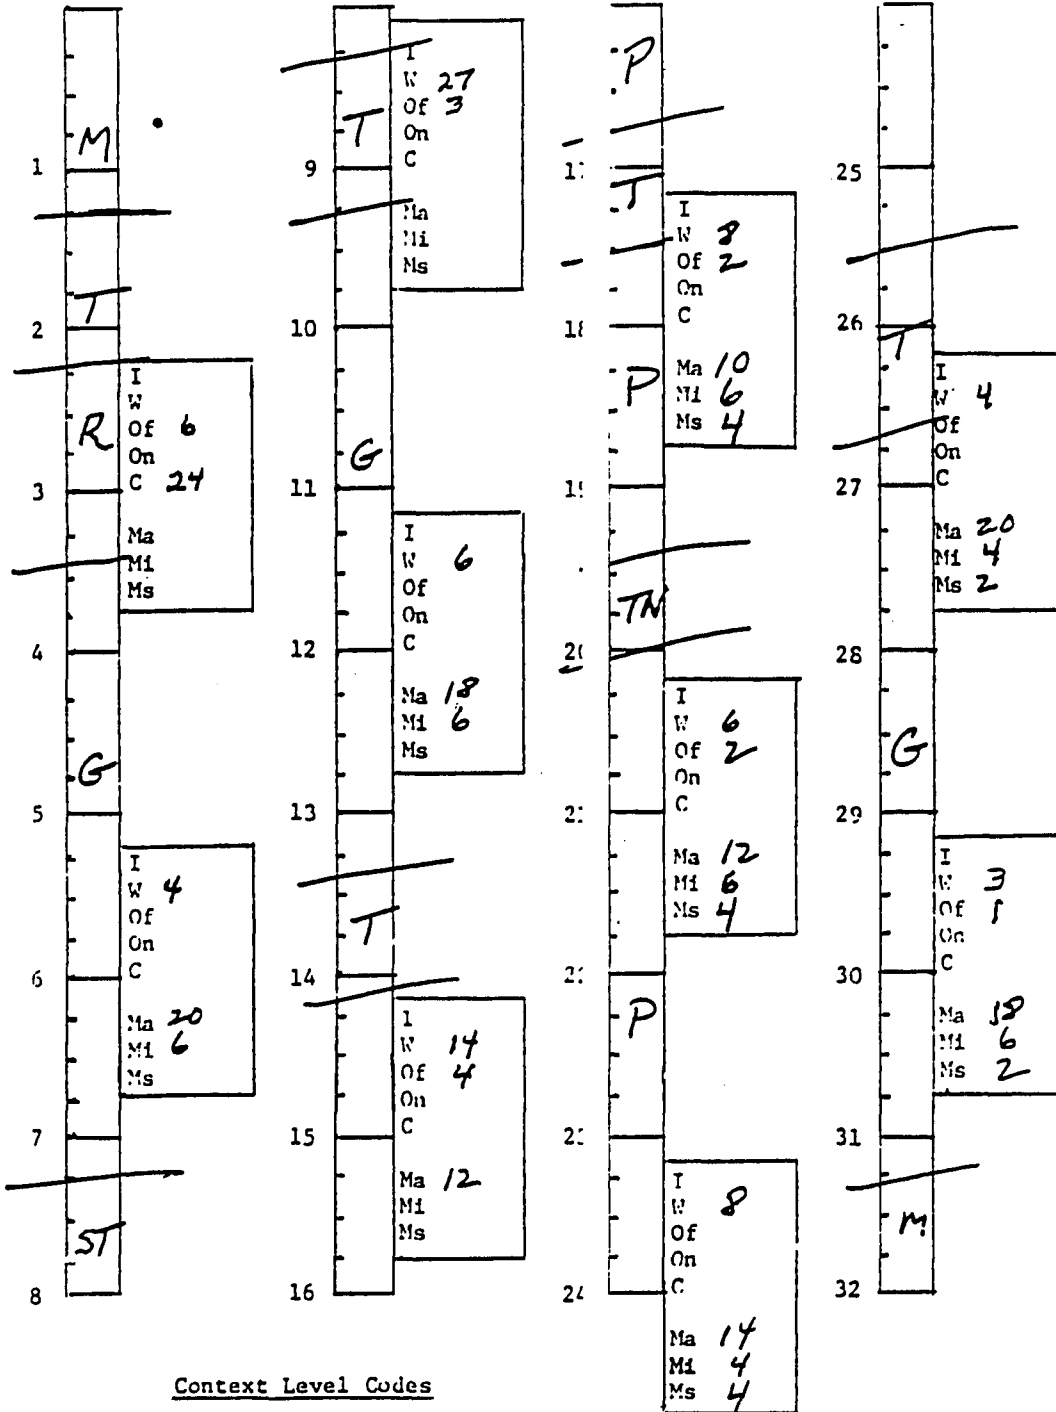 M
1
T
2
I
W
R
Of 6
On
3
C 24
Ma
Mi
Ms
4
G
5
I
W 4
Of
On
6
C
Ma 20
Mi 6
Ms
7
ST
8
I
W 27
Of 3
T
On
9
C
Ma
Mi
Ms
10
G
11
I
W 6
Of
On
12
C
Ma 18
Mi 6
Ms
13
T
14
I
W 14
Of 4
On
15
C
Ma 12
Mi
Ms
16
P
T
I
W 8
Of 2
On
C
Ma 10
P
Mi 6
Ms 4
TN
I
W 6
Of 2
On
C
Ma 12
Mi 6
Ms 4
P
I
W 8
Of
On
C
Ma 14
Mi 4
Ms 4
25
26
T
I
W 4
Of
On
27
C
Ma 20
Mi 4
Ms 2
28
G
29
I
W 3
Of 1
On
30
C
Ma 18
Mi 6
Ms 2
31
M
32
Context Level Codes